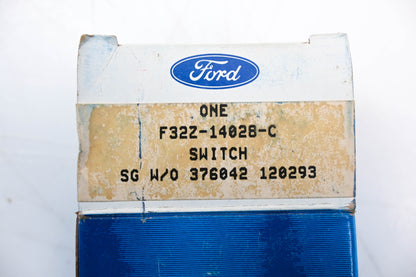 Ford
ONE
F32Z-14028-C
SWITCH
SG W/O 376042 120293